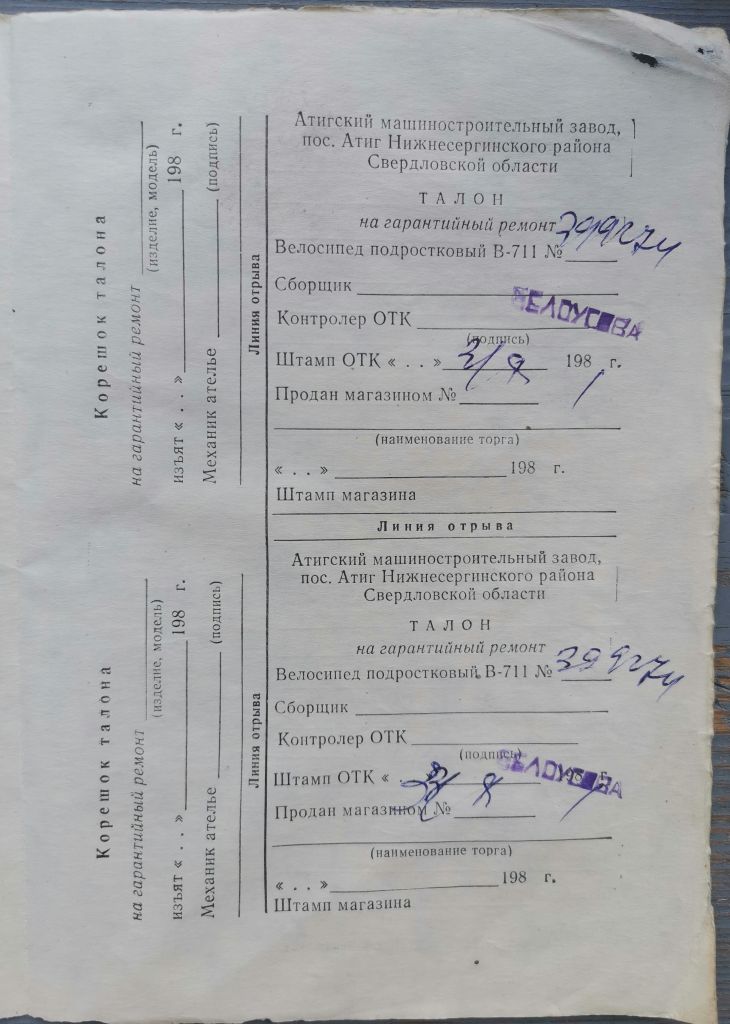 Атигский машиностроительный завод,
пос. Атиг Нижнесергинского района
Свердловской области
ТАЛОН
на гарантийный ремонт
Велосипед подростковый В-711 №
Сборщик
Контролер ОТК БЕЛОУСОВА
(подпись)
Штамп ОТК « . . » 198 г.
Продан магазином №
(наименование торга)
« . . » 198 г.
Штамп магазина
Линия отрыва
Атигский машиностроительный завод,
пос. Атиг Нижнесергинского района
Свердловской области
ТАЛОН
на гарантийный ремонт
Велосипед подростковый В-711 №
Сборщик
Контролер ОТК
(подпись)
БЕЛОУСОВА
Штамп ОТК « . 198 г.
Продан магазином №
(наименование торга)
« . . » 198 г.
Штамп магазина
Корешок талона
на гарантийный ремонт
(изделие, модель)
изъят « . . » 198 г.
Механик ателье
(подпись)
Линия отрыва
Корешок талона
на гарантийный ремонт
(изделие, модель)
изъят « . . » 198 г.
Механик ателье
(подпись)
Линия отрыва